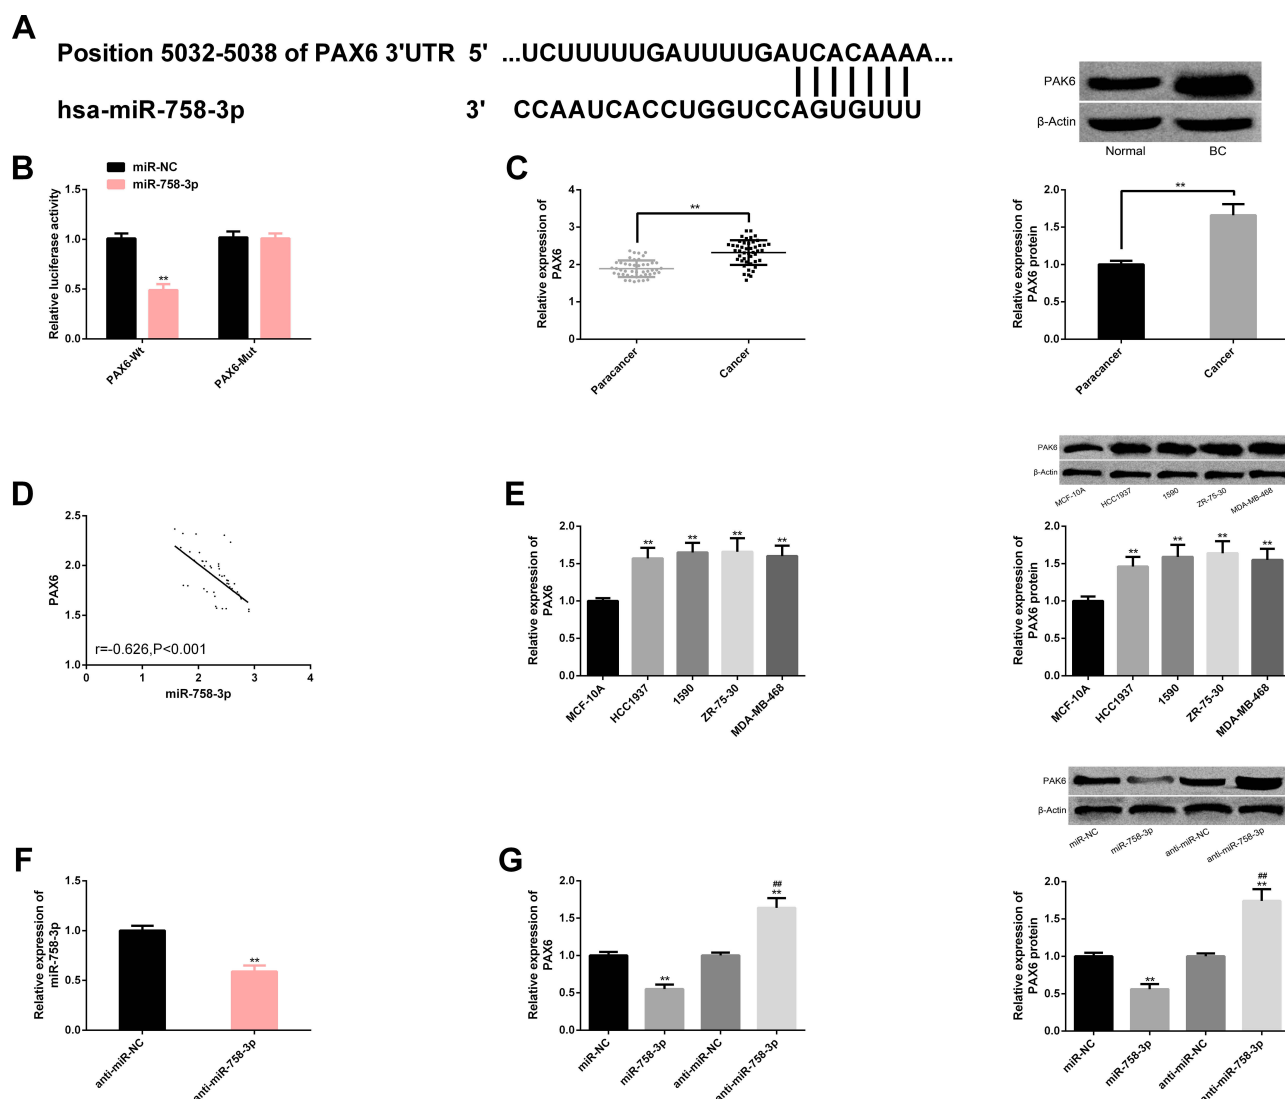 A
Position 5032-5038 of PAX6 3'UTR 5' ...UCUUUUUGAUUUUGAUCACAAAA...
hsa-miR-758-3p 3' CCAAUCACCUGGUCCAGUGUUU
PAK6
β-Actin
Normal BC
B
miR-NC
miR-758-3p
Relative luciferase activity
1.5
1.0
0.5
0.0
**
PAX6-Wt PAX6-Mut
C
Relative expression of
PAX6
4
3
2
1
0
**
Paracancer Cancer
Relative expression of
PAX6 protein
2.0
1.5
1.0
0.5
0.0
**
Paracancer Cancer
D
PAX6
2.5
2.0
1.5
1.0
r=-0.626,P<0.001
0 1 2 3 4
miR-758-3p
E
Relative expression of
PAX6
2.0
1.5
1.0
0.5
0.0
** ** ** **
MCF-10A HCC1937 1590 ZR-75-30 MDA-MB-468
PAK6
β-Actin
MCF-10A HCC1937 1590 ZR-75-30 MDA-MB-468
Relative expression of
PAX6 protein
2.0
1.5
1.0
0.5
0.0
** ** ** **
MCF-10A HCC1937 1590 ZR-75-30 MDA-MB-468
F
Relative expression of
miR-758-3p
1.5
1.0
0.5
0.0
**
anti-miR-NC anti-miR-758-3p
G
Relative expression of
PAX6
2.0
1.5
1.0
0.5
0.0
**
##
**
miR-NC miR-758-3p anti-miR-NC anti-miR-758-3p
PAK6
β-Actin
miR-NC miR-758-3p anti-miR-NC anti-miR-758-3p
Relative expression of
PAX6 protein
2.0
1.5
1.0
0.5
0.0
**
##
**
miR-NC miR-758-3p anti-miR-NC anti-miR-758-3p